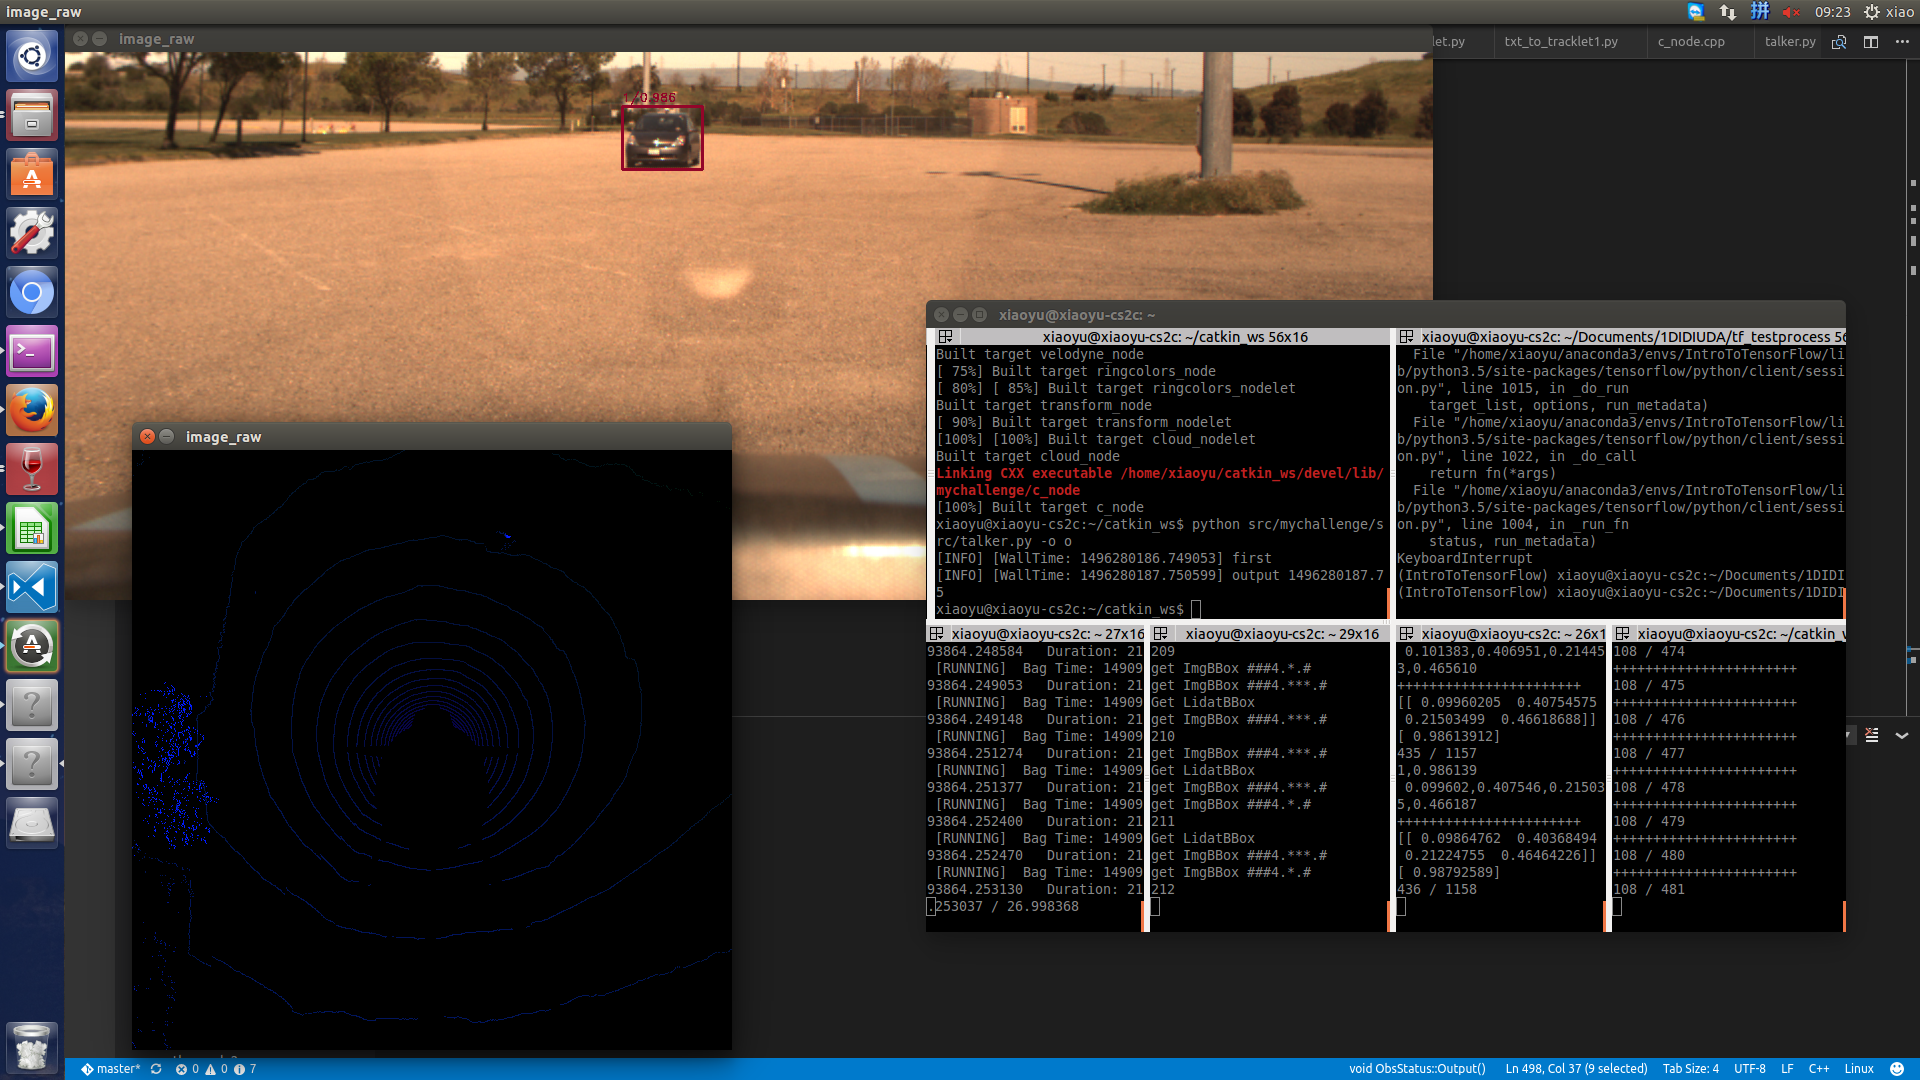 image_raw
09:23
xiao
image_raw
let.py
txt_to_tracklet1.py
c_node.cpp
talker.py
1/0.986
xiaoyu@xiaoyu-cs2c: ~
xiaoyu@xiaoyu-cs2c: ~/catkin_ws 56x16
Built target velodyne_node
[ 75%] Built target ringcolors_node
[ 80%] [ 85%] Built target ringcolors_nodelet
Built target transform_node
[ 90%] Built target transform_nodelet
[100%] [100%] Built target cloud_nodelet
Built target cloud_node
Linking CXX executable /home/xiaoyu/catkin_ws/devel/lib/
mychallenge/c_node
[100%] Built target c_node
xiaoyu@xiaoyu-cs2c:~/catkin_ws$ python src/mychallenge/s
rc/talker.py -o o
[INFO] [WallTime: 1496280186.749053] first
[INFO] [WallTime: 1496280187.750599] output 1496280187.7
5
xiaoyu@xiaoyu-cs2c:~/catkin_ws$
xiaoyu@xiaoyu-cs2c: ~/Documents/1DIDIUDA/tf_testprocess 56
File "/home/xiaoyu/anaconda3/envs/IntroToTensorFlow/li
b/python3.5/site-packages/tensorflow/python/client/sessi
on.py", line 1015, in _do_run
target_list, options, run_metadata)
File "/home/xiaoyu/anaconda3/envs/IntroToTensorFlow/li
b/python3.5/site-packages/tensorflow/python/client/sessi
on.py", line 1022, in _do_call
return fn(*args)
File "/home/xiaoyu/anaconda3/envs/IntroToTensorFlow/li
b/python3.5/site-packages/tensorflow/python/client/sessi
on.py", line 1004, in _run_fn
status, run_metadata)
KeyboardInterrupt
(IntroToTensorFlow) xiaoyu@xiaoyu-cs2c:~/Documents/1DIDI
(IntroToTensorFlow) xiaoyu@xiaoyu-cs2c:~/Documents/1DIDI
xiaoyu@xiaoyu-cs2c: ~ 27x16
93864.248584 Duration: 21
[RUNNING] Bag Time: 14909
93864.249053 Duration: 21
[RUNNING] Bag Time: 14909
93864.249148 Duration: 21
[RUNNING] Bag Time: 14909
93864.251274 Duration: 21
[RUNNING] Bag Time: 14909
93864.251377 Duration: 21
[RUNNING] Bag Time: 14909
93864.252400 Duration: 21
[RUNNING] Bag Time: 14909
93864.252470 Duration: 21
[RUNNING] Bag Time: 14909
93864.253130 Duration: 21
.253037 / 26.998368
xiaoyu@xiaoyu-cs2c: ~ 29x16
209
get ImgBBox ###4.*.#
get ImgBBox ###4.***.#
Get LidatBBox
get ImgBBox ###4.***.#
210
get ImgBBox ###4.***.#
Get LidatBBox
get ImgBBox ###4.***.#
get ImgBBox ###4.*.#
211
Get LidatBBox
get ImgBBox ###4.***.#
get ImgBBox ###4.*.#
212
xiaoyu@xiaoyu-cs2c: ~ 26x1
0.101383,0.406951,0.21445
3,0.465610
+++++++++++++++++++++++
[[ 0.09960205 0.40754575
0.21503499 0.46618688]]
[ 0.98613912]
435 / 1157
1,0.986139
0.099602,0.407546,0.21503
5,0.466187
+++++++++++++++++++++++
[[ 0.09864762 0.40368494
0.21224755 0.46464226]]
[ 0.98792589]
436 / 1158
xiaoyu@xiaoyu-cs2c: ~/catkin_w
108 / 474
+++++++++++++++++++++++
108 / 475
+++++++++++++++++++++++
108 / 476
+++++++++++++++++++++++
108 / 477
+++++++++++++++++++++++
108 / 478
+++++++++++++++++++++++
108 / 479
+++++++++++++++++++++++
108 / 480
+++++++++++++++++++++++
108 / 481
image_raw
master*
0
0
7
void ObsStatus::Output()
Ln 498, Col 37 (9 selected)
Tab Size: 4
UTF-8
LF
C++
Linux